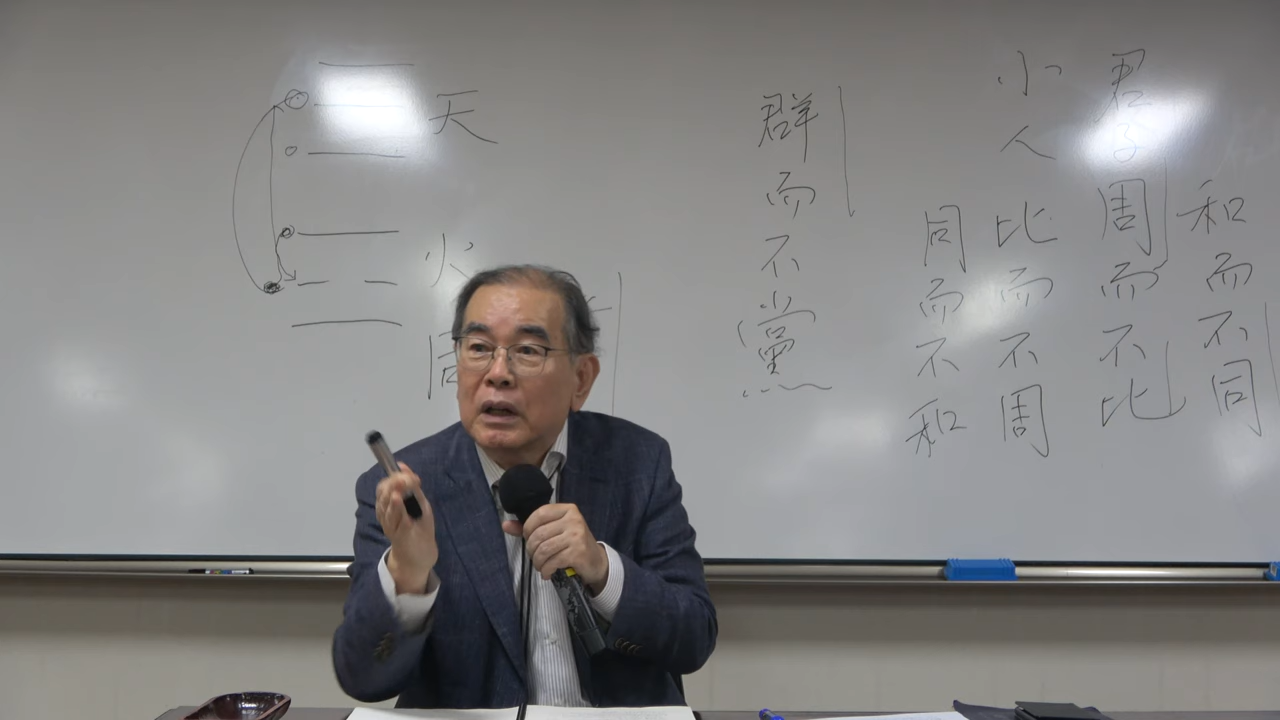 和而不同
君子周而不比
小人比而不周
同而不和
群而不黨
天
火
同